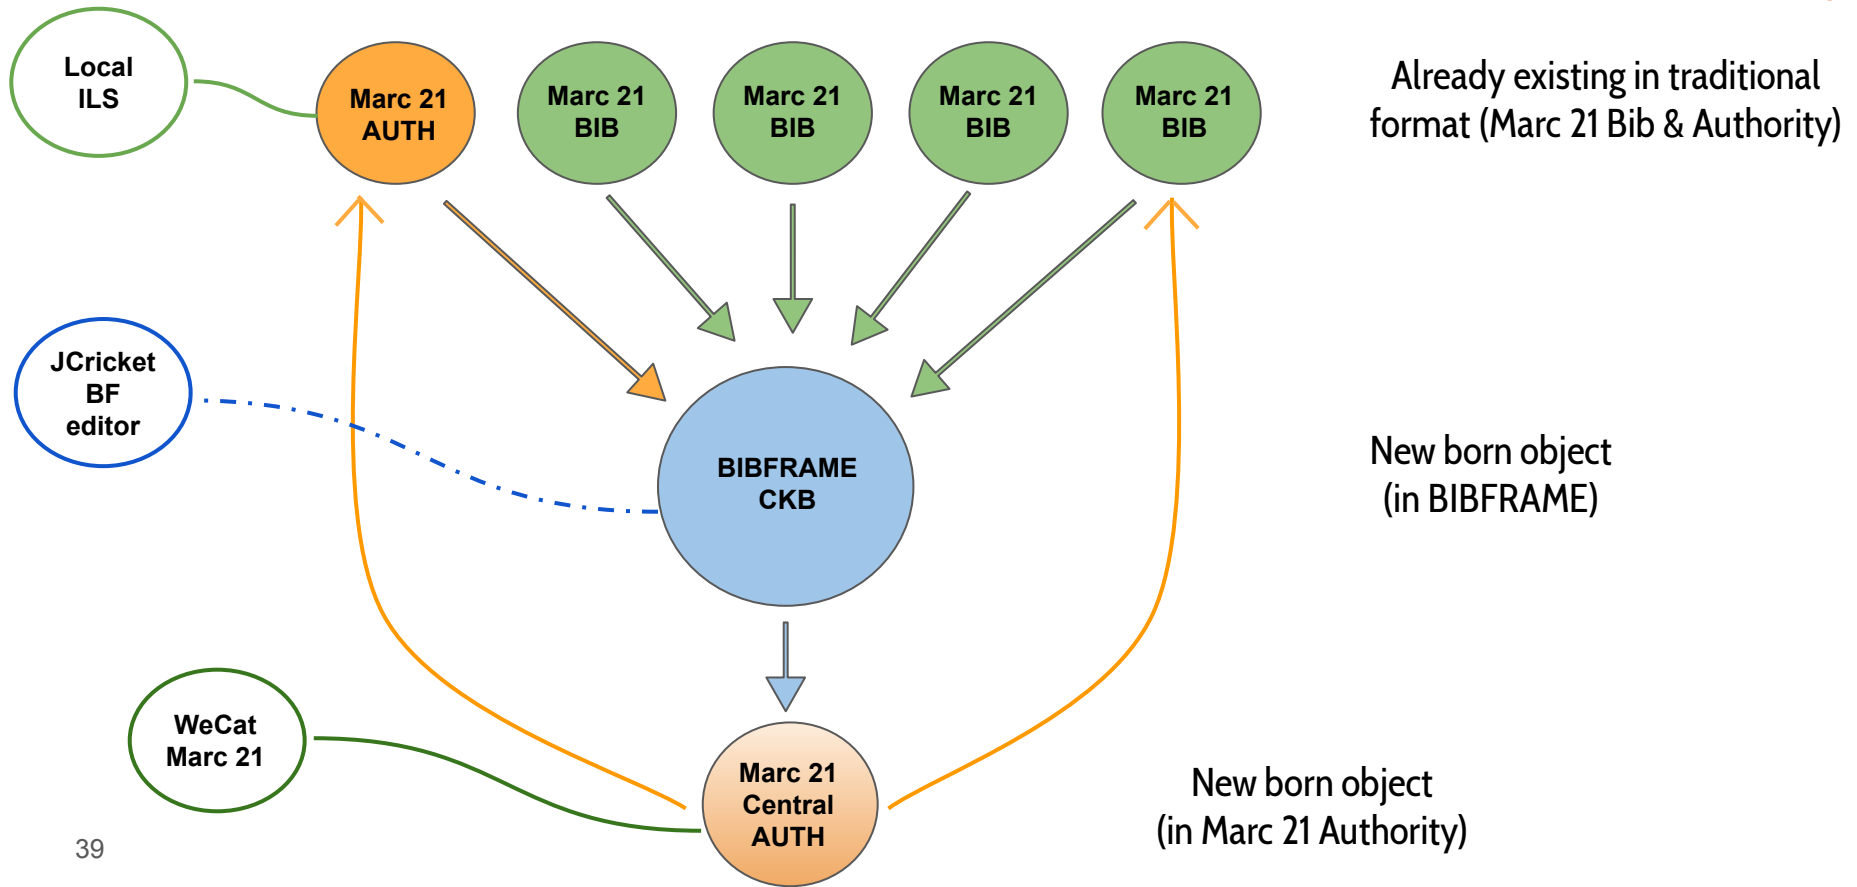 Local
ILS
Marc 21
AUTH
Marc 21
BIB
Marc 21
BIB
Marc 21
BIB
Marc 21
BIB
Already existing in traditional
format (Marc 21 Bib & Authority)
JCricket
BF
editor
BIBFRAME
CKB
New born object
(in BIBFRAME)
WeCat
Marc 21
Marc 21
Central
AUTH
New born object
(in Marc 21 Authority)
39